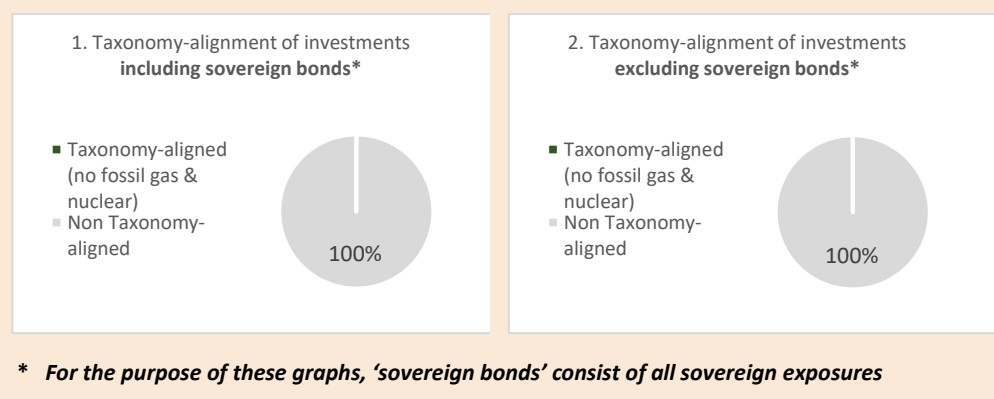 1. Taxonomy-alignment of investments
including sovereign bonds*
Taxonomy-aligned
(no fossil gas &
nuclear)
Non Taxonomy-
aligned
100%
2. Taxonomy-alignment of investments
excluding sovereign bonds*
Taxonomy-aligned
(no fossil gas &
nuclear)
Non Taxonomy-
aligned
100%
* For the purpose of these graphs, ‘sovereign bonds’ consist of all sovereign exposures